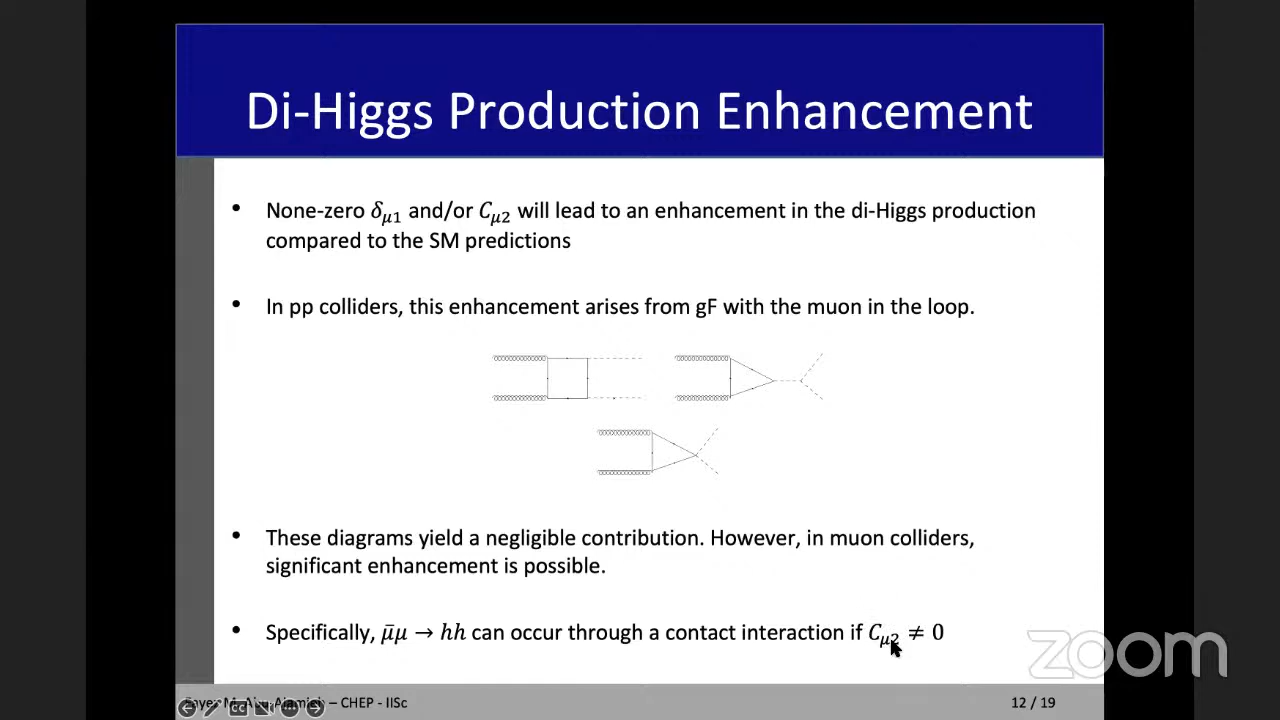 Di-Higgs Production Enhancement
• None-zero δμ1 and/or Cμ2 will lead to an enhancement in the di-Higgs production
compared to the SM predictions
• In pp colliders, this enhancement arises from gF with the muon in the loop.
• These diagrams yield a negligible contribution. However, in muon colliders,
significant enhancement is possible.
• Specifically, μ̄μ → hh can occur through a contact interaction if Cμ2 ≠ 0
zoom
– CHEP - IISc
12 / 19